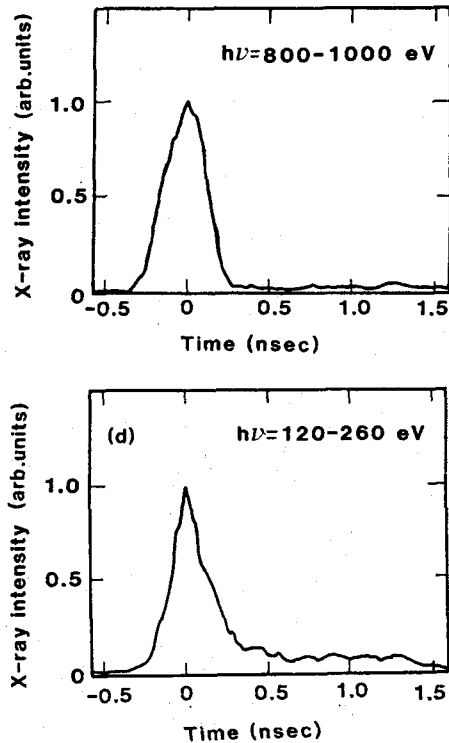 hν=800-1000 eV
X-ray intensity (arb.units)
1.0
0.5
0
-0.5 0 0.5 1.0 1.5
Time (nsec)
(d) hν=120-260 eV
X-ray intensity (arb.units)
1.0
0.5
0
-0.5 0 0.5 1.0 1.5
Time (nsec)